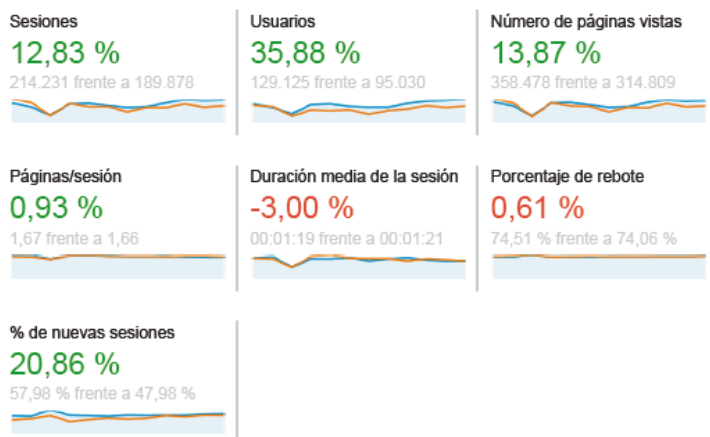 Sesiones
12,83 %
214.231 frente a 189.878
Usuarios
35,88 %
129.125 frente a 95.030
Número de páginas vistas
13,87 %
358.478 frente a 314.809
Páginas/sesión
0,93 %
1,67 frente a 1,66
Duración media de la sesión
-3,00 %
00:01:19 frente a 00:01:21
Porcentaje de rebote
0,61 %
74,51 % frente a 74,06 %
% de nuevas sesiones
20,86 %
57,98 % frente a 47,98 %